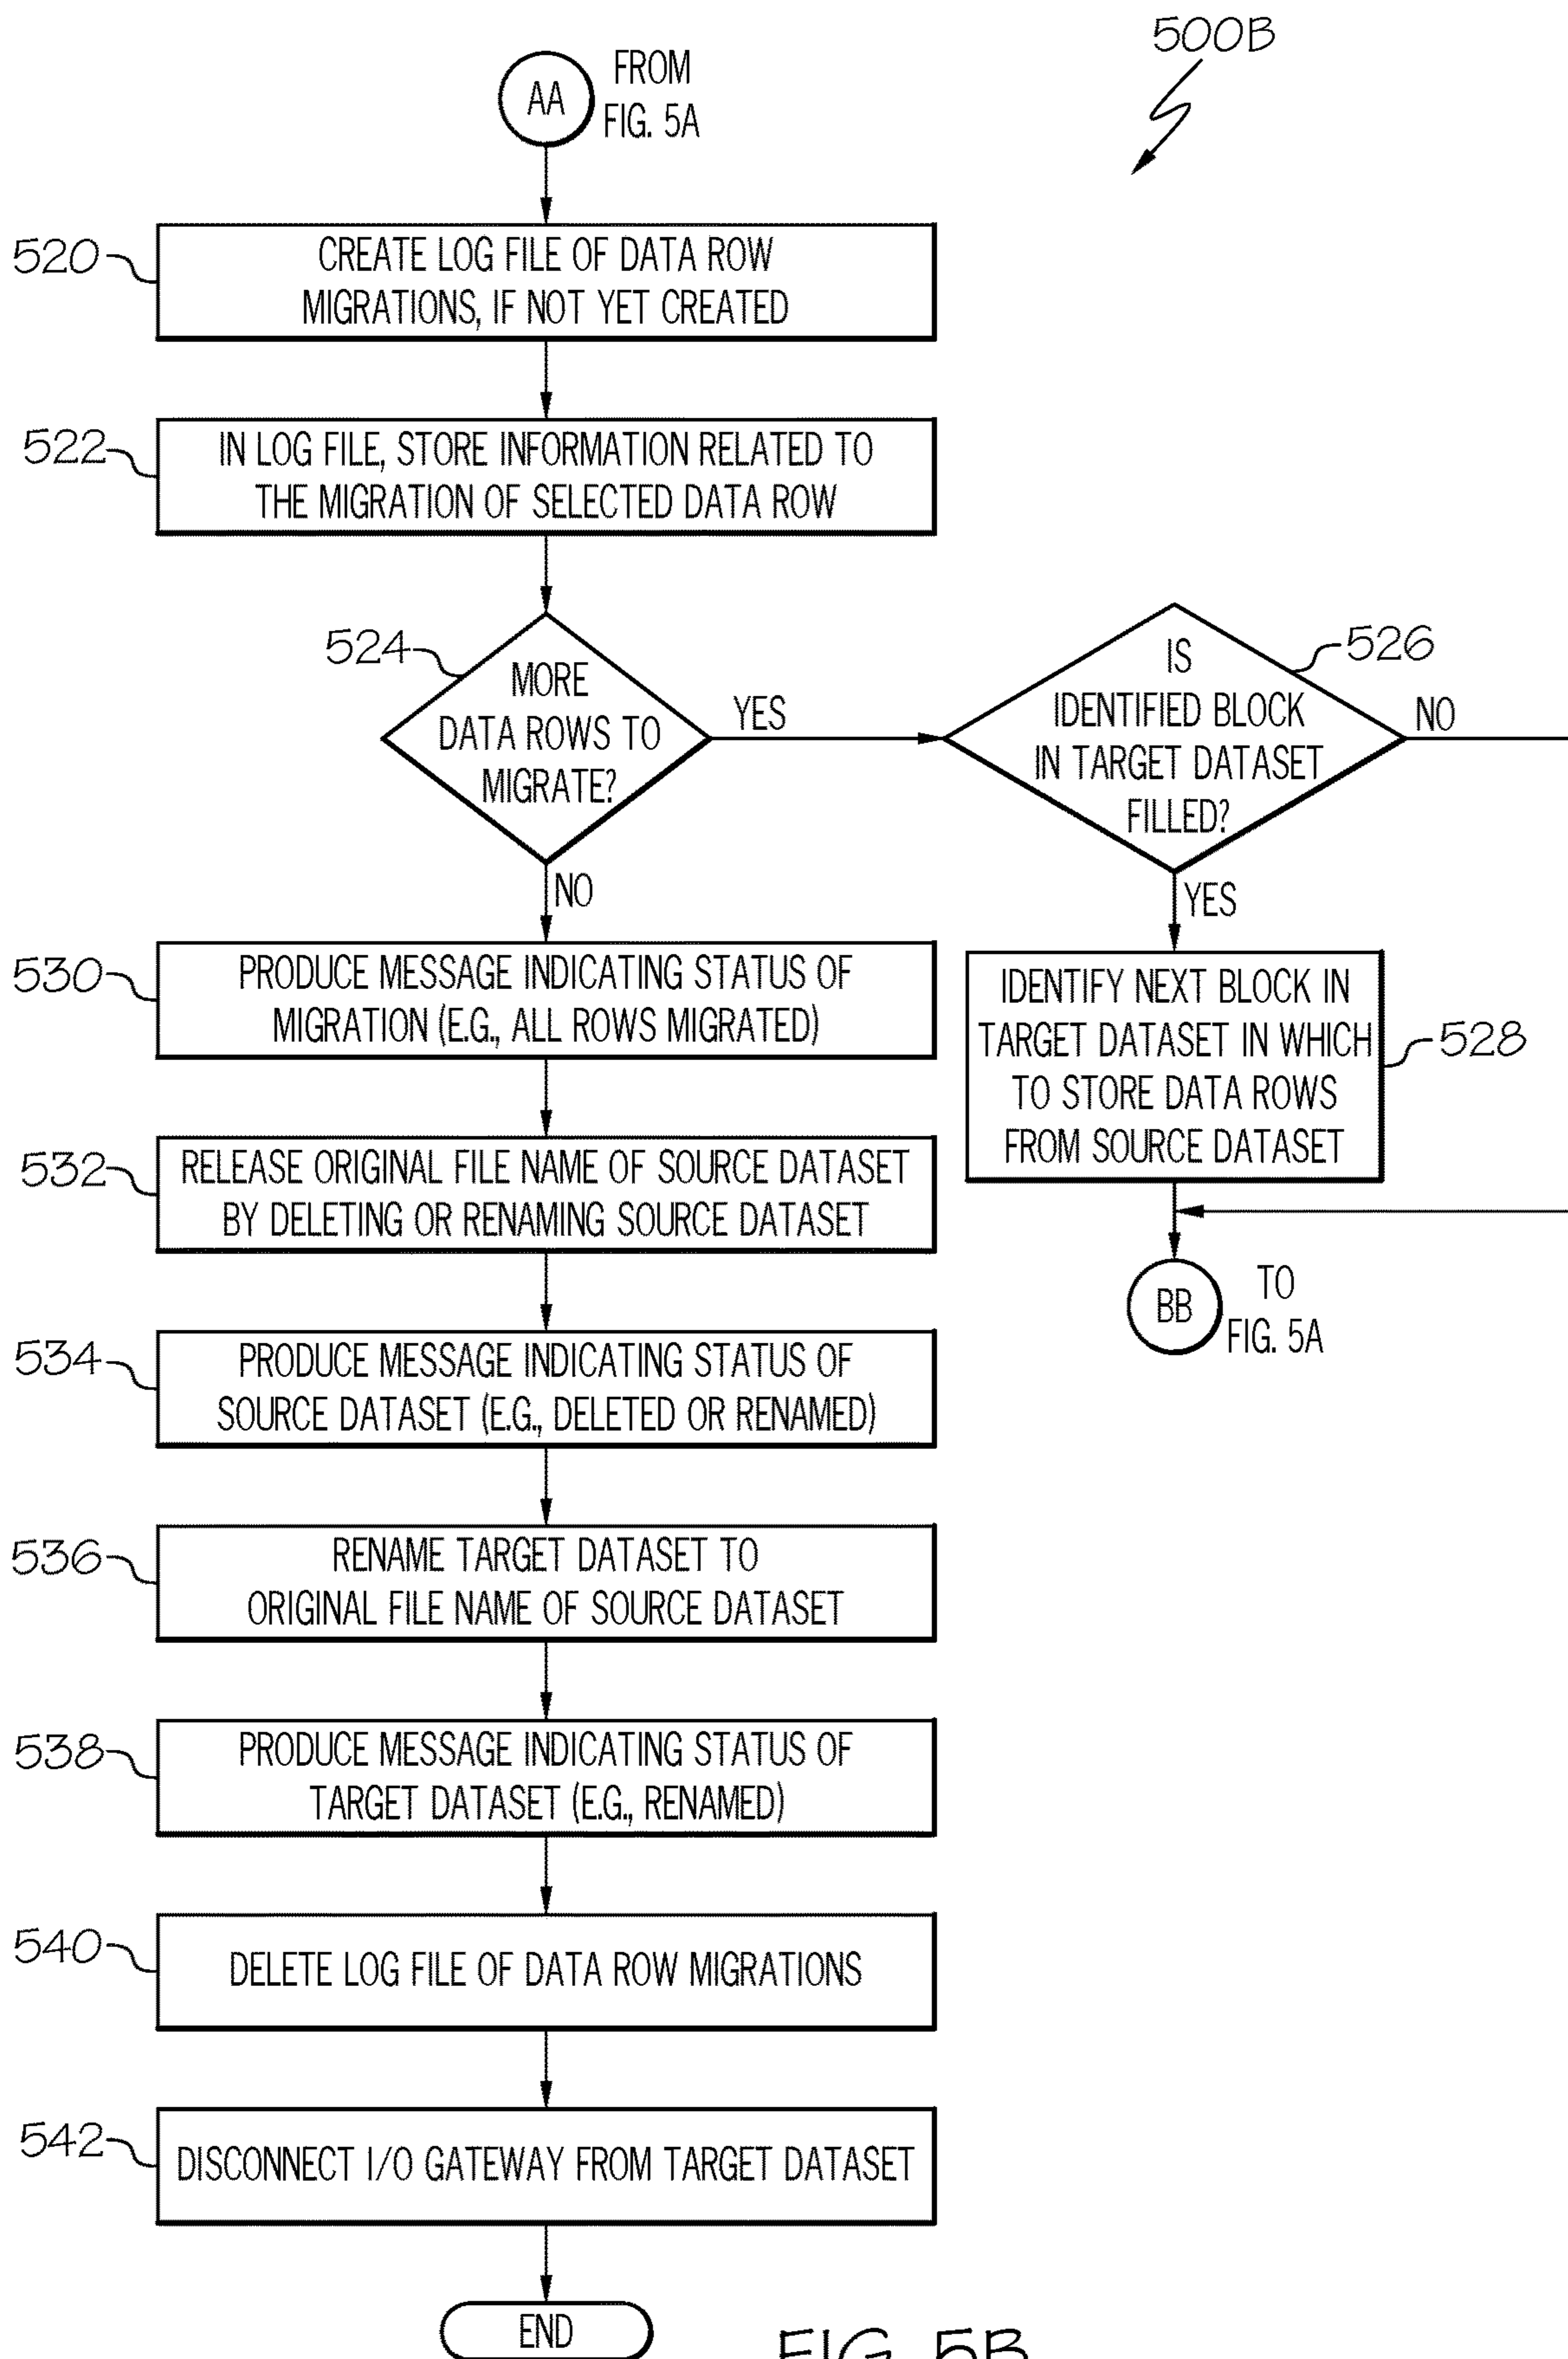 500B
AA
FROM
FIG. 5A
520
CREATE LOG FILE OF DATA ROW
MIGRATIONS, IF NOT YET CREATED
522
IN LOG FILE, STORE INFORMATION RELATED TO
THE MIGRATION OF SELECTED DATA ROW
524
MORE
DATA ROWS TO
MIGRATE?
YES
526
IS
IDENTIFIED BLOCK
IN TARGET DATASET
FILLED?
NO
NO
YES
530
PRODUCE MESSAGE INDICATING STATUS OF
MIGRATION (E.G., ALL ROWS MIGRATED)
IDENTIFY NEXT BLOCK IN
TARGET DATASET IN WHICH
TO STORE DATA ROWS
FROM SOURCE DATASET
528
532
RELEASE ORIGINAL FILE NAME OF SOURCE DATASET
BY DELETING OR RENAMING SOURCE DATASET
BB
TO
FIG. 5A
534
PRODUCE MESSAGE INDICATING STATUS OF
SOURCE DATASET (E.G., DELETED OR RENAMED)
536
RENAME TARGET DATASET TO
ORIGINAL FILE NAME OF SOURCE DATASET
538
PRODUCE MESSAGE INDICATING STATUS OF
TARGET DATASET (E.G., RENAMED)
540
DELETE LOG FILE OF DATA ROW MIGRATIONS
542
DISCONNECT I/O GATEWAY FROM TARGET DATASET
END
FIG. 5B